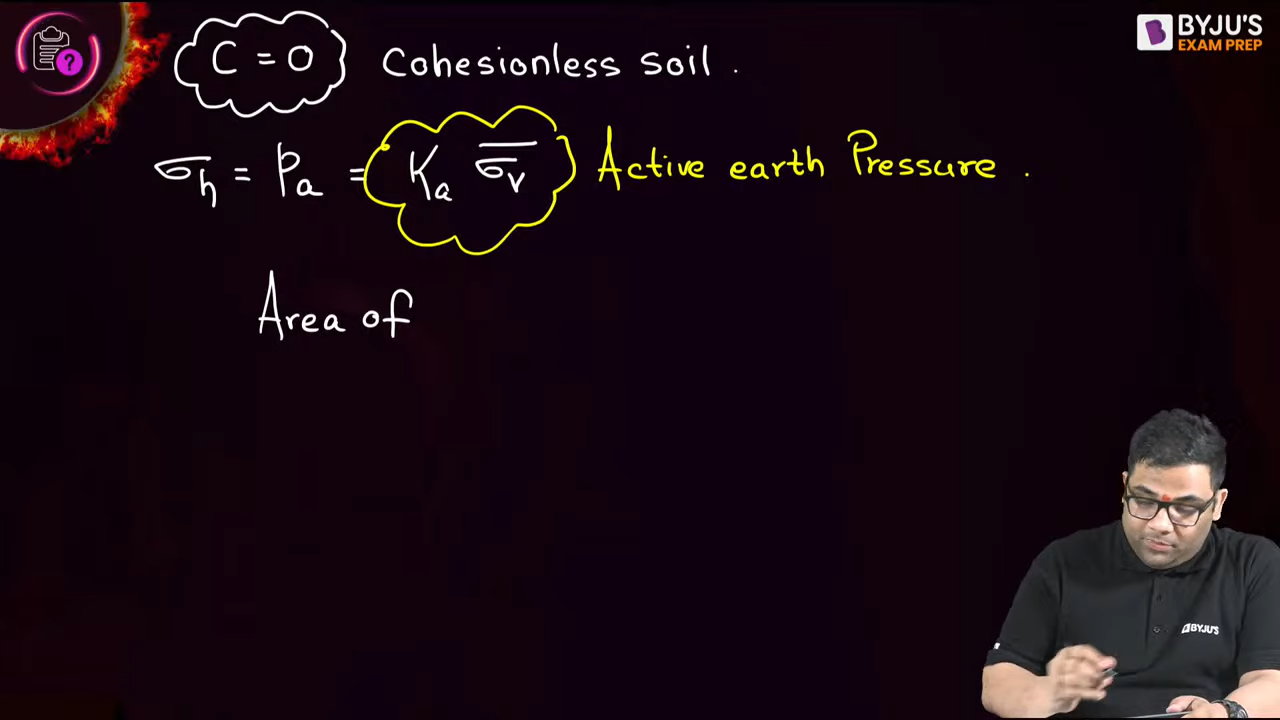 C = 0 Cohesionless soil .
BYJU'S
EXAM PREP
σh = Pa = Ka σ̅v Active earth Pressure .
Area of
BYJU'S